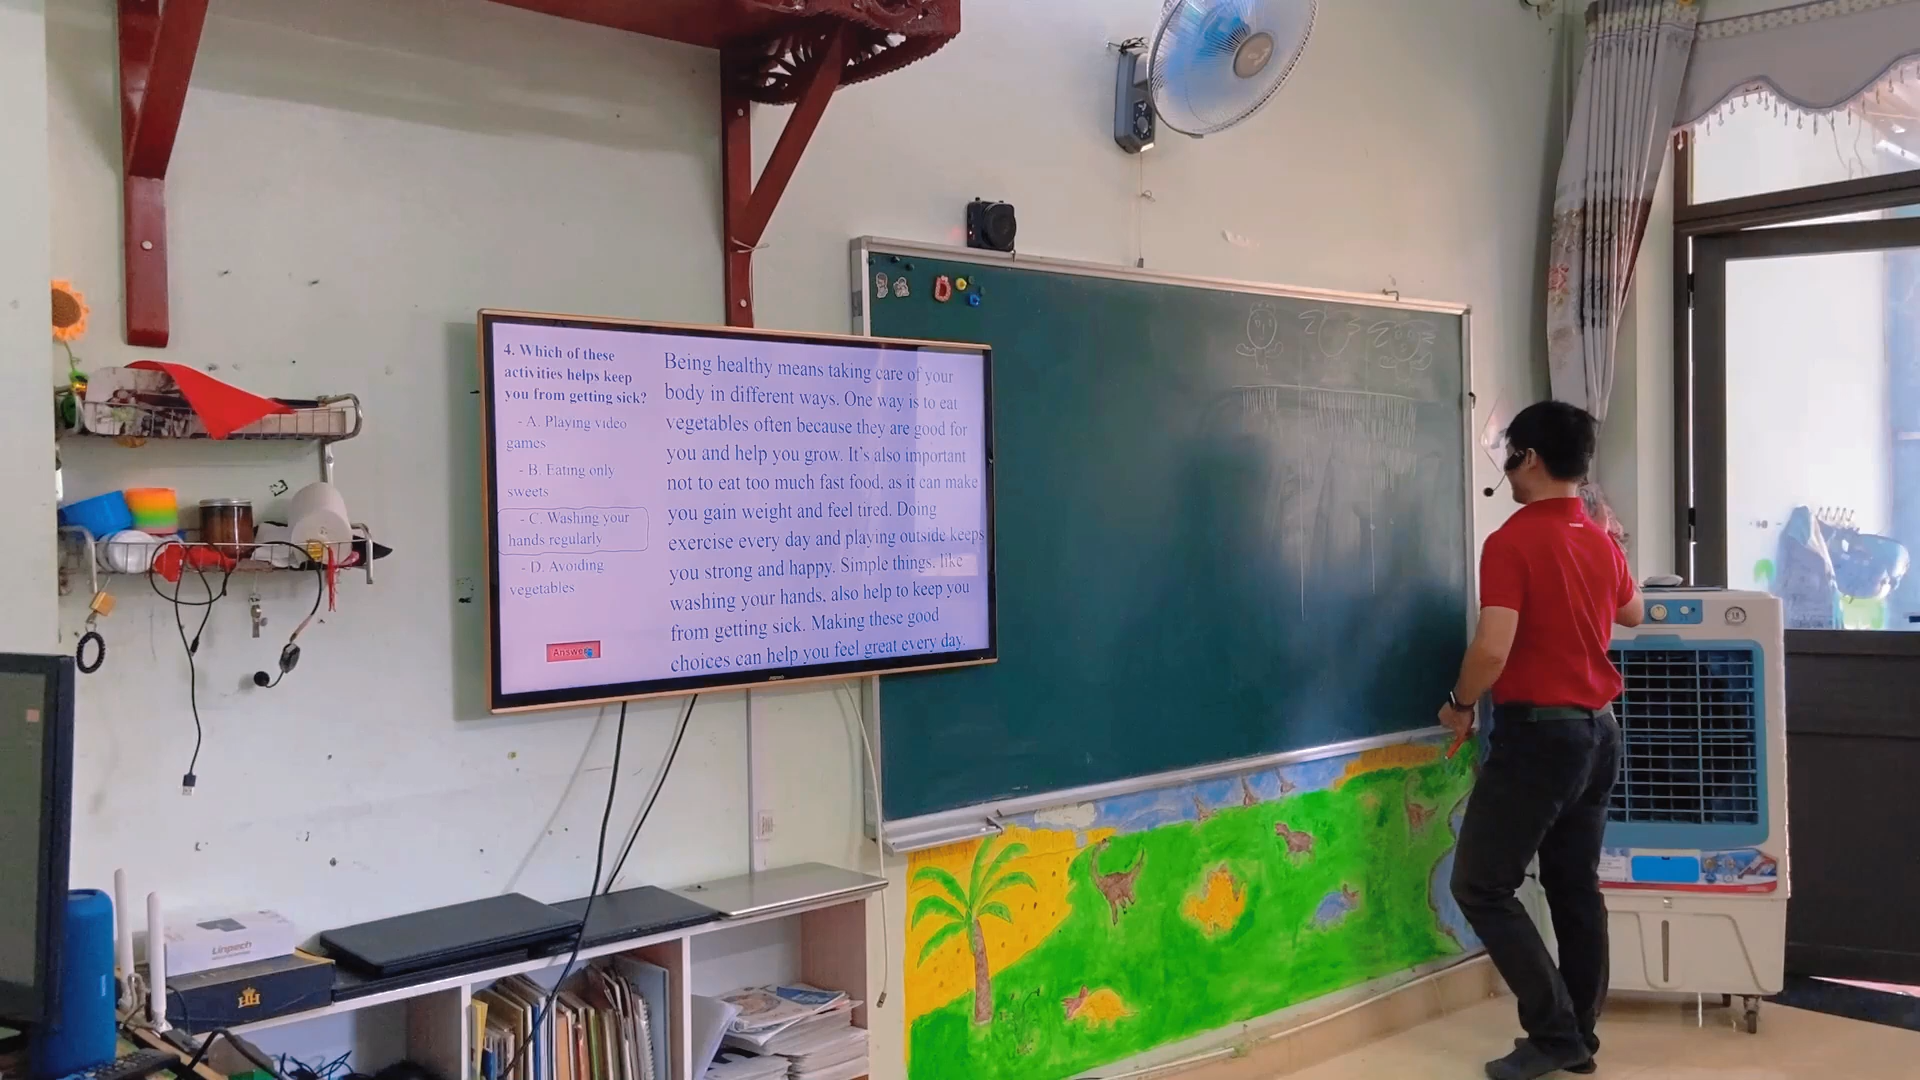 4. Which of these
activities helps keep
you from getting sick?
- A. Playing video
games
- B. Eating only
sweets
- C. Washing your
hands regularly
- D. Avoiding
vegetables
Answer
Being healthy means taking care of your
body in different ways. One way is to eat
vegetables often because they are good for
you and help you grow. It's also important
not to eat too much fast food, as it can make
you gain weight and feel tired. Doing
exercise every day and playing outside keeps
you strong and happy. Simple things, like
washing your hands, also help to keep you
from getting sick. Making these good
choices can help you feel great every day.